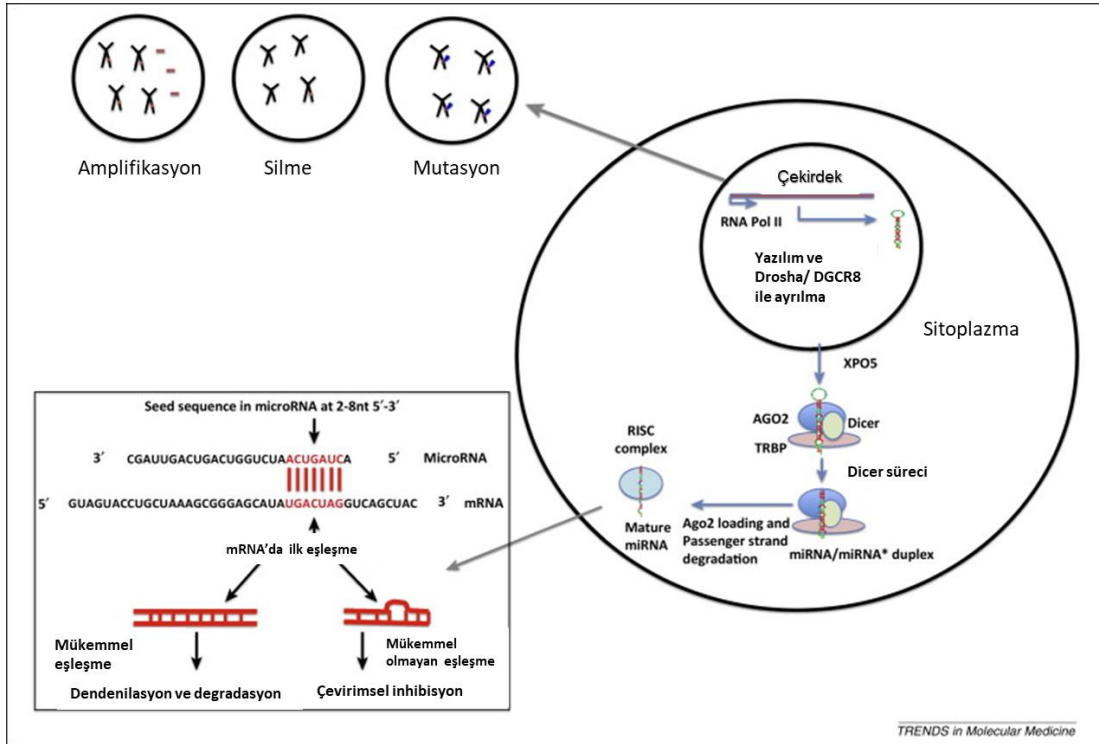 Amplifikasyon
Silme
Mutasyon
Çekirdek
RNA Pol II
Yazılım ve
Drosha/ DGCR8
ile ayrılma
Sitoplazma
XPO5
AGO2
Dicer
TRBP
Dicer süreci
miRNA/miRNA* duplex
Ago2 loading and
Passenger strand
degradation
RISC
complex
Mature
miRNA
Seed sequence in microRNA at 2-8nt 5′-3′
3′ CGAUUGACUGACUGGUCUAACUGAUCA 5′ MicroRNA
5′ GUAGUACCUGCUAAAGCGGGAGCAUAUGACUAGGUCAGCUAC 3′ mRNA
mRNA'da ilk eşleşme
Mükemmel
eşleşme
Mükemmel
olmayan eşleşme
Dendenilasyon ve degradasyon
Çevirimsel inhibisyon
TRENDS in Molecular Medicine